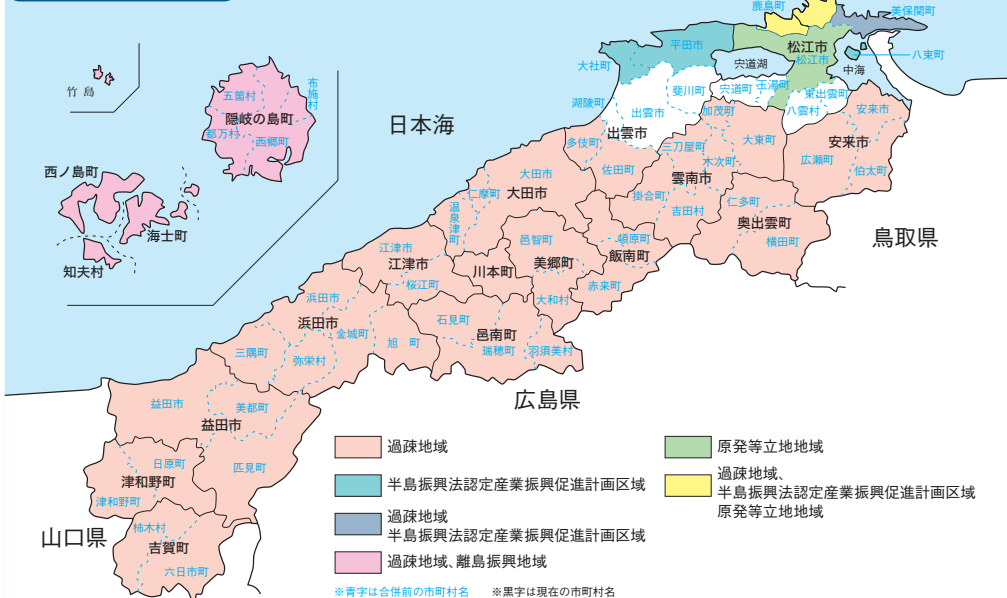 鹿島町
美保関町
平田市
松江市
松江市
大社町
宍道湖
中海
八束町
竹島
五箇村
布施村
隠岐の島町
都万村
西郷町
日本海
湖陵町
斐川町
宍道町
玉湯町
東出雲町
八雲村
出雲市
出雲市
加茂町
安来市
安来市
多伎町
三刀屋町
大東町
広瀬町
伯太町
西ノ島町
海士町
知夫村
佐田町
木次町
雲南市
大田市
大田市
仁摩町
掛合町
吉田村
仁多町
奥出雲町
横田町
鳥取県
温泉津町
邑智町
頓原町
飯南町
江津市
江津市
川本町
美郷町
赤来町
桜江町
大和村
浜田市
浜田市
石見町
邑南町
金城町
旭　町
瑞穂町
羽須美村
三隅町
弥栄村
広島県
益田市
美都町
益田市
日原町
匹見町
津和野町
津和野町
山口県
柿木村
吉賀町
六日市町
過疎地域
半島振興法認定産業振興促進計画区域
過疎地域
半島振興法認定産業振興促進計画区域
過疎地域、離島振興地域
原発等立地地域
過疎地域、
半島振興法認定産業振興促進計画区域
原発等立地地域
※青字は合併前の市町村名　※黒字は現在の市町村名